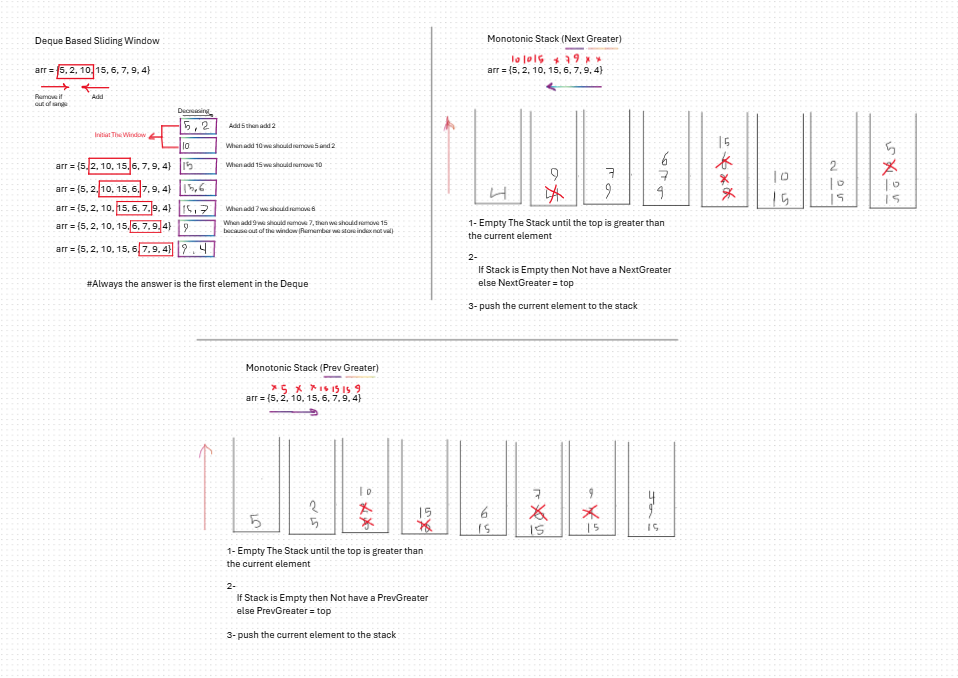 Deque Based Sliding Window
arr = {5, 2, 10, 15, 6, 7, 9, 4}
Remove if
out of range
Add
Decreasing
5, 2
Add 5 then add 2
Initiat The Window
10
When add 10 we should remove 5 and 2
arr = {5, 2, 10, 15, 6, 7, 9, 4}
15
When add 15 we should remove 10
arr = {5, 2, 10, 15, 6, 7, 9, 4}
15, 6
arr = {5, 2, 10, 15, 6, 7, 9, 4}
15, 7
When add 7 we should remove 6
arr = {5, 2, 10, 15, 6, 7, 9, 4}
9
When add 9 we should remove 7, then we should remove 15
because out of the window (Remember we store index not val)
arr = {5, 2, 10, 15, 6, 7, 9, 4}
9, 4
#Always the answer is the first element in the Deque
Monotonic Stack (Next Greater)
10 10 15 x 7 9 x x
arr = {5, 2, 10, 15, 6, 7, 9, 4}
4
9
4
7
9
6
7
9
15
6
7
9
10
15
2
10
15
5
2
10
15
1- Empty The Stack until the top is greater than
the current element
2-
If Stack is Empty then Not have a NextGreater
else NextGreater = top
3- push the current element to the stack
Monotonic Stack (Prev Greater)
x 5 x x 15 15 15 9
arr = {5, 2, 10, 15, 6, 7, 9, 4}
5
2
5
10
2
5
15
10
6
15
7
6
15
9
7
15
4
9
15
1- Empty The Stack until the top is greater than
the current element
2-
If Stack is Empty then Not have a PrevGreater
else PrevGreater = top
3- push the current element to the stack